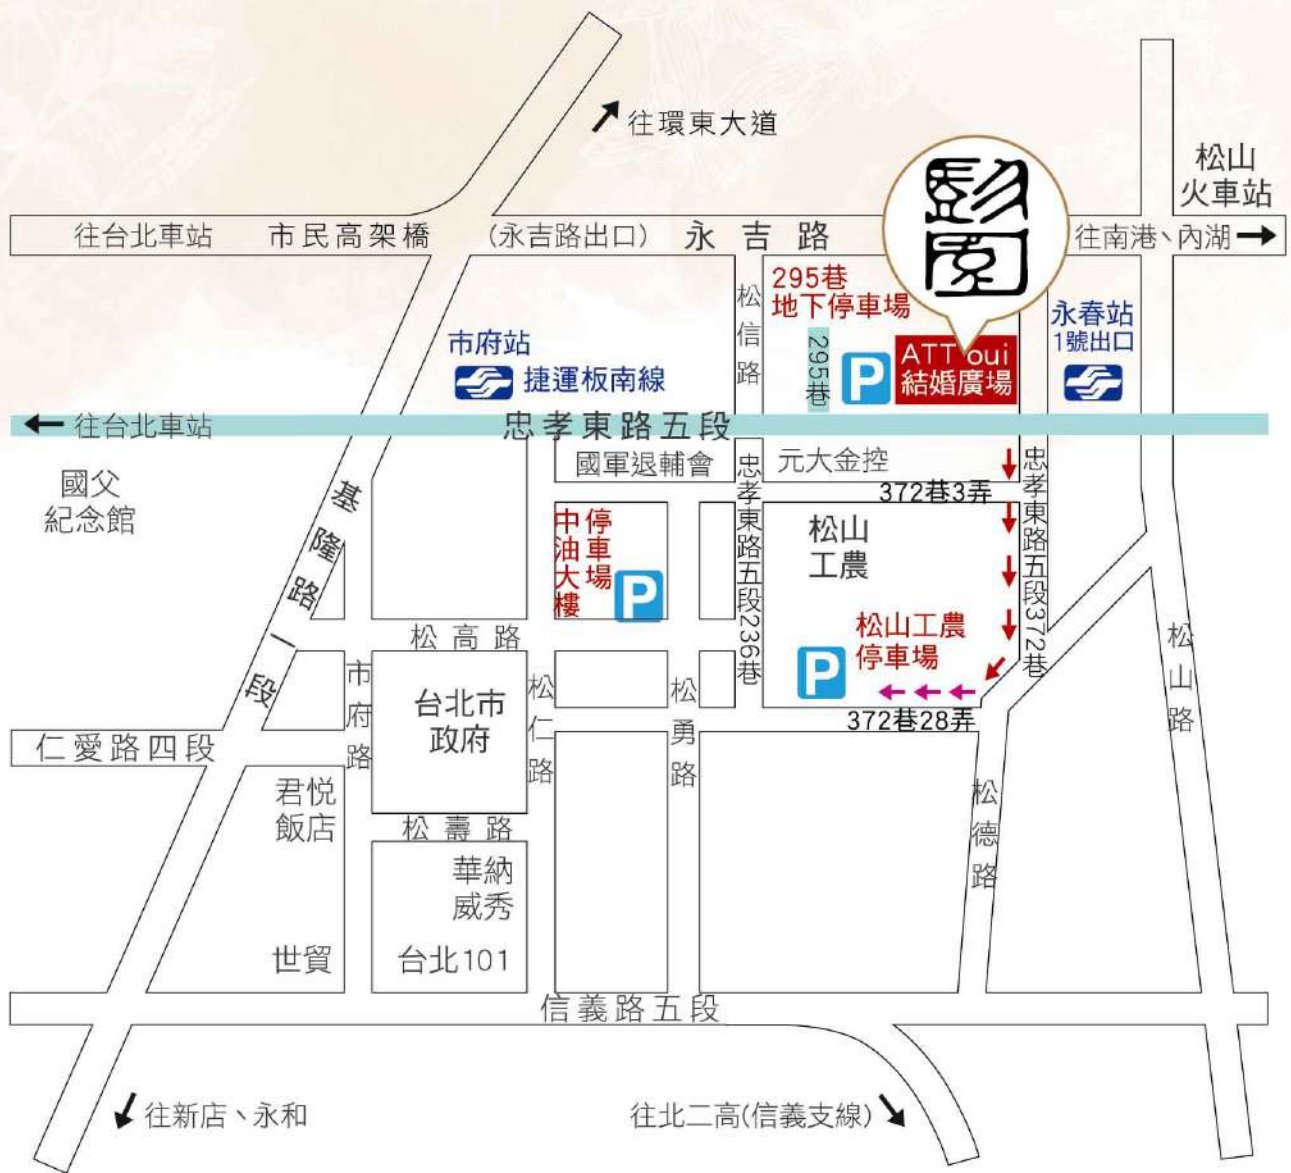 往環東大道
彭園
松山
火車站
往台北車站
市民高架橋
(永吉路出口)
永吉路
往南港、內湖
295巷
地下停車場
松信路
295巷
P
ATT oui
結婚廣場
永春站
1號出口
市府站
捷運板南線
往台北車站
忠孝東路五段
國父
紀念館
國軍退輔會
元大金控
372巷3弄
忠孝東路五段236巷
忠孝東路五段372巷
基隆路一段
停車場
中油大樓
P
松山
工農
松山工農
停車場
P
372巷28弄
松高路
市府路
台北市
政府
松仁路
松勇路
松山路
仁愛路四段
君悅
飯店
松壽路
華納
威秀
松德路
世貿
台北101
信義路五段
往新店、永和
往北二高(信義支線)